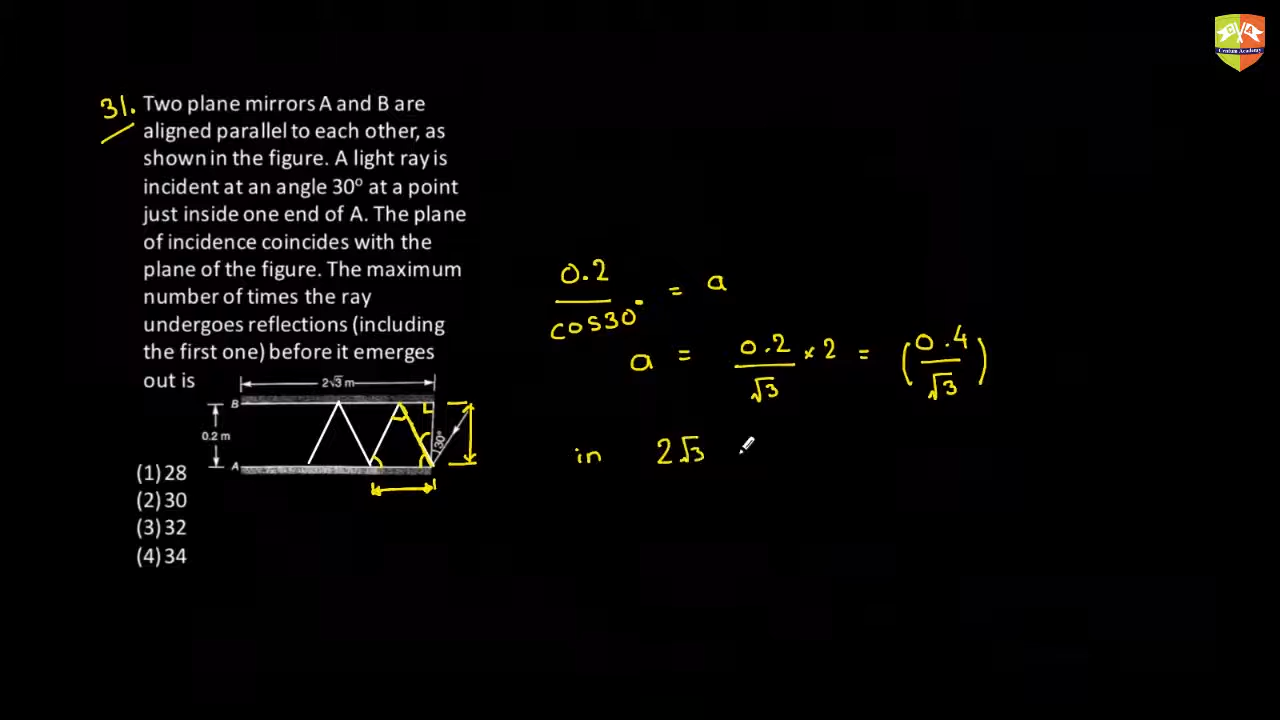 Centum Academy
31. Two plane mirrors A and B are
aligned parallel to each other, as
shown in the figure. A light ray is
incident at an angle 30° at a point
just inside one end of A. The plane
of incidence coincides with the
plane of the figure. The maximum
number of times the ray
undergoes reflections (including
the first one) before it emerges
out is
2√3 m
B
0.2 m
30°
A
(1) 28
(2) 30
(3) 32
(4) 34
0.2 / cos30° = a
a = 0.2/√3 × 2 = (0.4/√3)
in 2√3